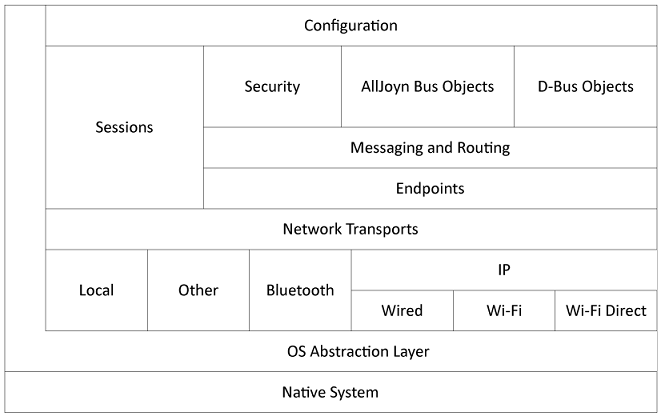 Configuration
Security
AllJoyn Bus Objects
D-Bus Objects
Sessions
Messaging and Routing
Endpoints
Network Transports
Local
Other
Bluetooth
IP
Wired
Wi-Fi
Wi-Fi Direct
OS Abstraction Layer
Native System